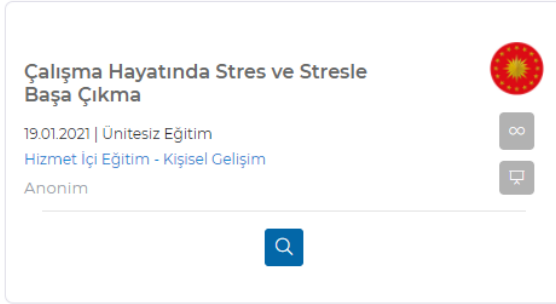 Çalışma Hayatında Stres ve Stresle
Başa Çıkma
19.01.2021 | Ünitesiz Eğitim
Hizmet İçi Eğitim - Kişisel Gelişim
Anonim